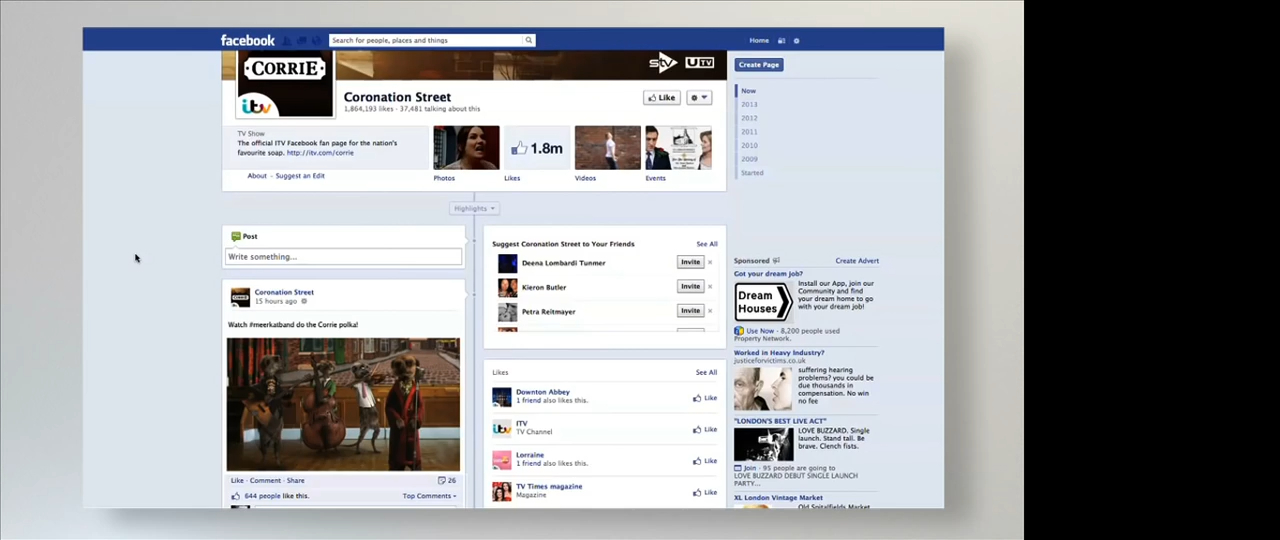 facebook
Search for people, places and things
Home
CORRIE
itv
stv
UTV
Create Page
Coronation Street
1,864,193 likes · 37,481 talking about this
Like
Now
2013
2012
2011
2010
2009
Started
TV Show
The official ITV Facebook fan page for the nation's
favourite soap. http://itv.com/corrie
About · Suggest an Edit
1.8m
Photos
Likes
Videos
Events
Highlights
Post
Write something...
Coronation Street
15 hours ago
Watch #meerkatband do the Corrie polka!
Like · Comment · Share
26
644 people like this.
Top Comments
Suggest Coronation Street to Your Friends
See All
Deena Lombardi Tunmer
Invite
Kieron Butler
Invite
Petra Reitmayer
Invite
Likes
See All
Downton Abbey
1 friend also likes this.
Like
ITV
TV Channel
Like
Lorraine
1 friend also likes this.
Like
TV Times magazine
Magazine
Like
Sponsored
Create Advert
Got your dream job?
Dream
Houses
Install our App, join our
Community and find
your dream home to go
with your dream job!
Use Now · 8,200 people used
Property Network.
Worked in Heavy Industry?
justiceforvictims.co.uk
suffering hearing
problems? you could
be due thousands in
compensation. No win
no fee
"LONDON'S BEST LIVE ACT"
LOVE BUZZARD. Single
launch. Stand tall. Be
brave. Clench fists.
Join · 95 people are going to
LOVE BUZZARD DEBUT SINGLE LAUNCH
PARTY...
XL London Vintage Market
Old Spitalfields Market